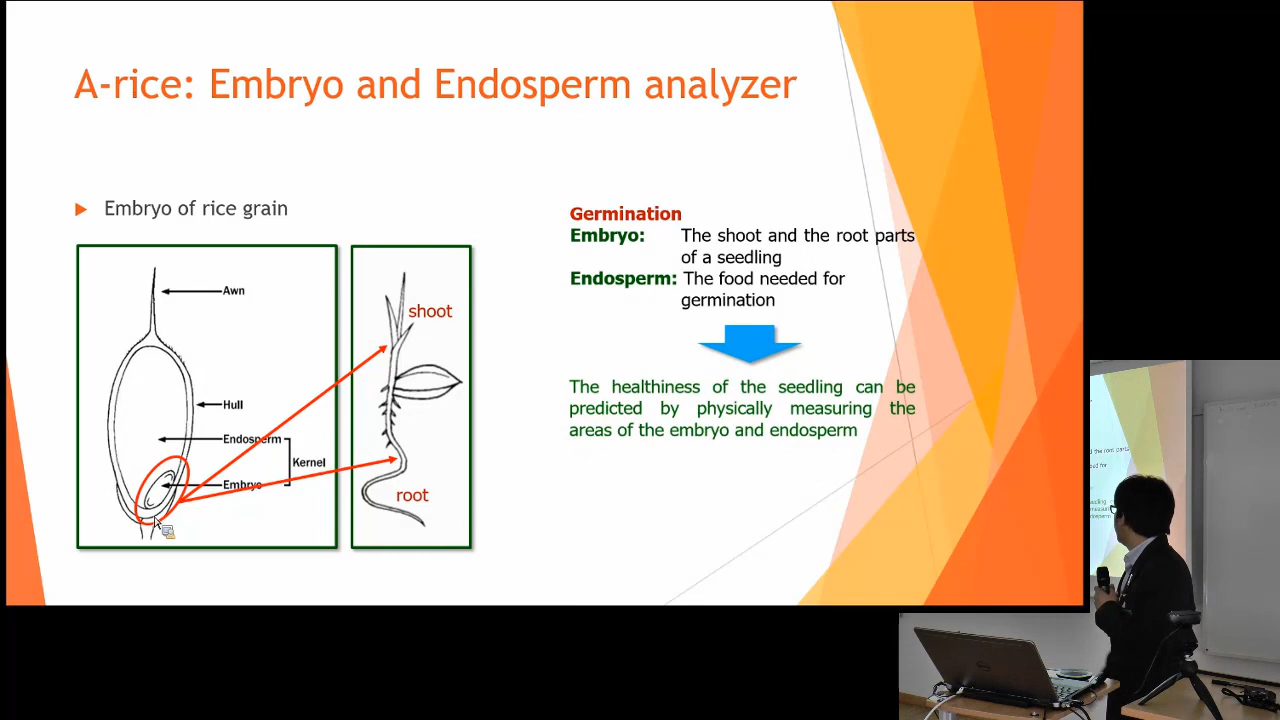 A-rice: Embryo and Endosperm analyzer
Embryo of rice grain
Awn
Hull
Endosperm
Kernel
Embryo
shoot
root
Germination
Embryo: The shoot and the root parts
of a seedling
Endosperm: The food needed for
germination
The healthiness of the seedling can be
predicted by physically measuring the
areas of the embryo and endosperm